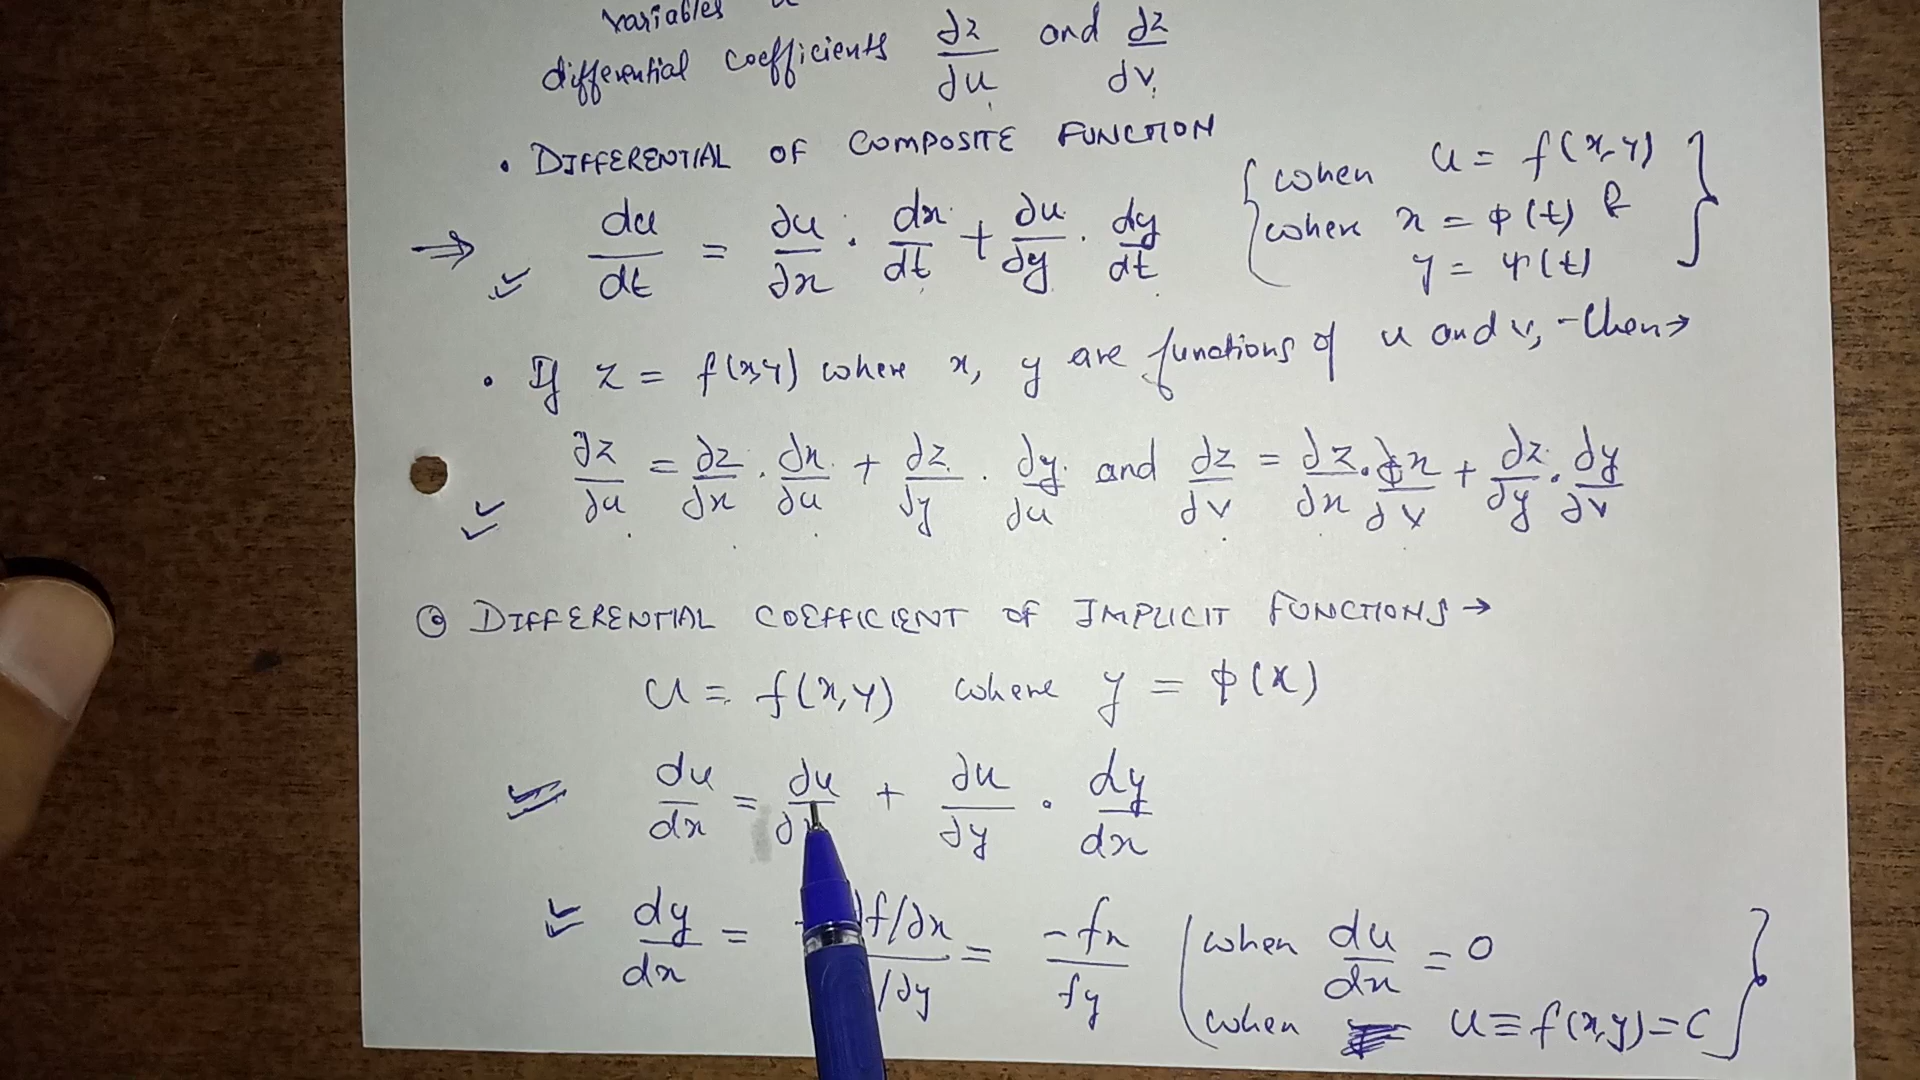 variables u
differential coefficients ∂z/∂u and ∂z/∂v
• DIFFERENTIAL OF COMPOSITE FUNCTION
⇒ du/dt = ∂u/∂x · dx/dt + ∂u/∂y · dy/dt
{ when u = f(x,y)
where x = φ(t) &
y = ψ(t) }
• If z = f(x,y) where x, y are functions of u and v, then →
∂z/∂u = ∂z/∂x · ∂x/∂u + ∂z/∂y · ∂y/∂u and ∂z/∂v = ∂z/∂x · ∂x/∂v + ∂z/∂y · ∂y/∂v
DIFFERENTIAL COEFFICIENT OF IMPLICIT FUNCTIONS →
u = f(x,y) where y = φ(x)
du/dx = ∂u/∂x + ∂u/∂y · dy/dx
dy/dx = ∂f/∂x / /∂y = -fx/fy ( when du/dx = 0
when u ≡ f(x,y) = C }